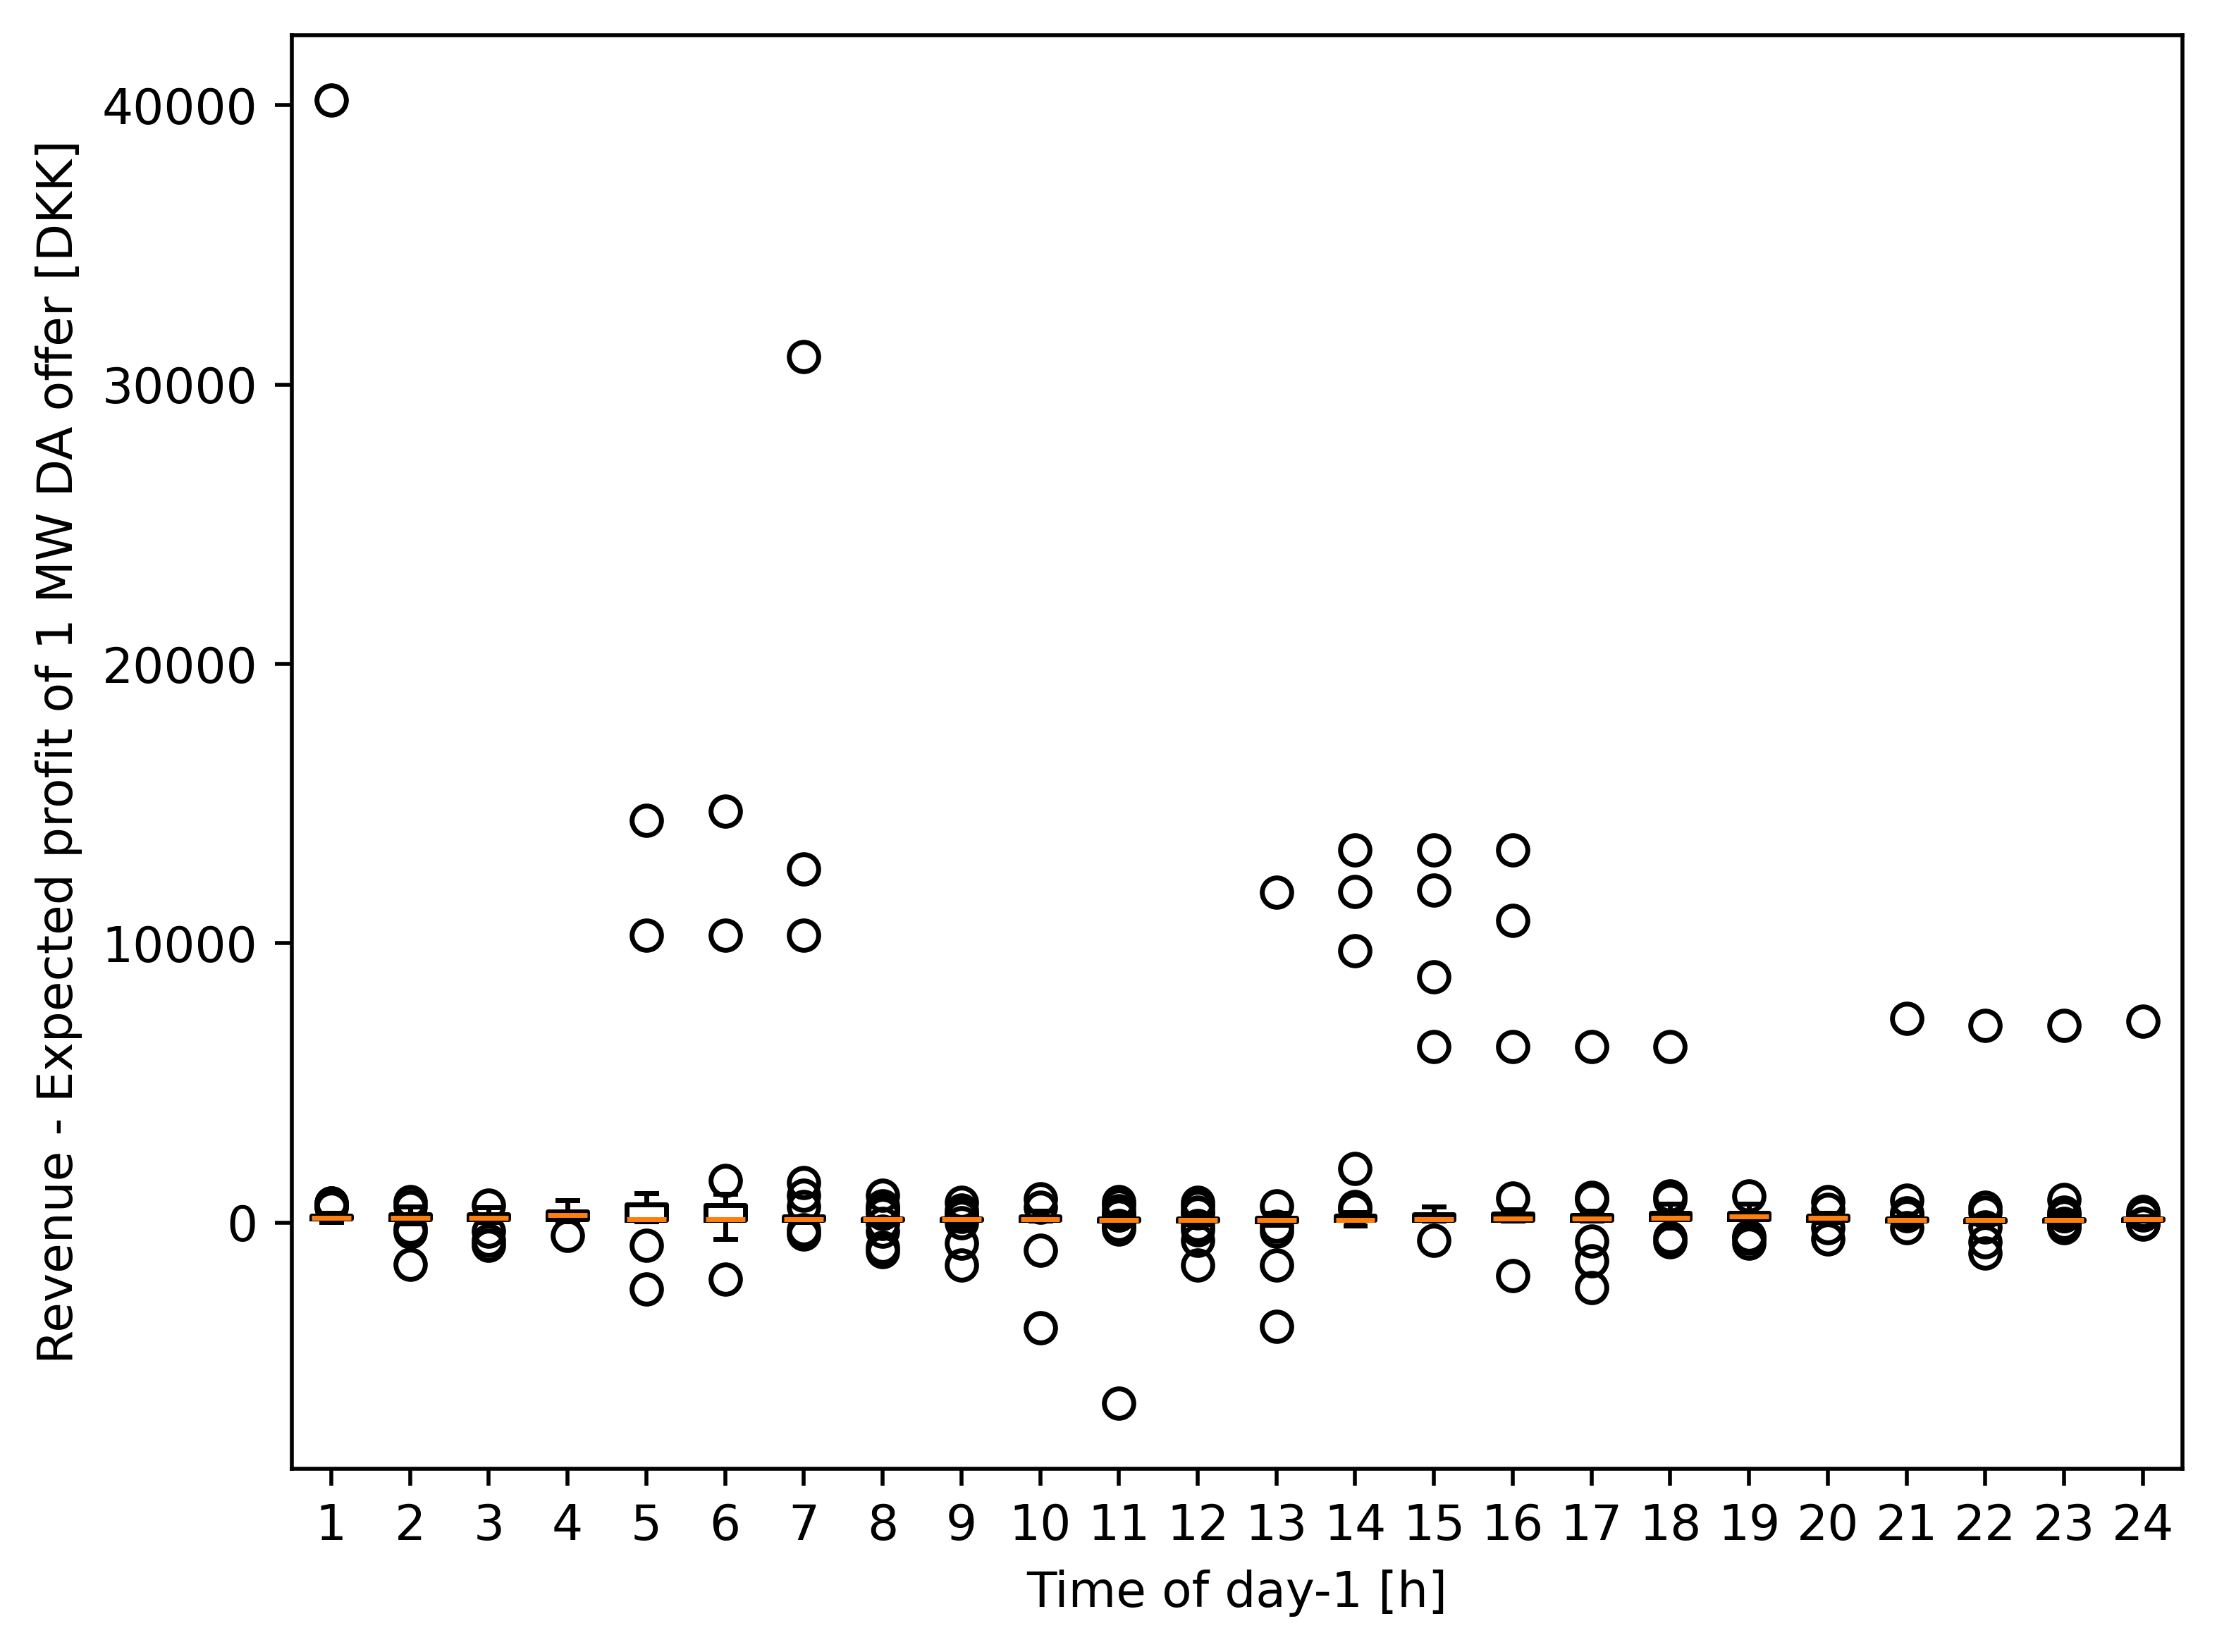 Revenue - Expected profit of 1 MW DA offer [DKK]
40000
30000
20000
10000
0
1 2 3 4 5 6 7 8 9 10 11 12 13 14 15 16 17 18 19 20 21 22 23 24
Time of day-1 [h]